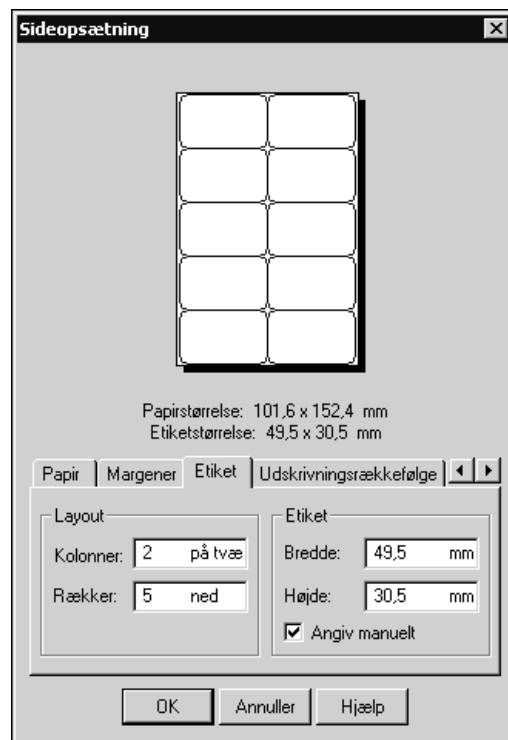 Sideopsætning
Papirstørrelse: 101,6 x 152,4 mm
Etiketstørrelse: 49,5 x 30,5 mm
Papir Margener Etiket Udskrivningsrækkefølge
Layout Etiket
Kolonner: 2 på tvæ Bredde: 49,5 mm
Rækker: 5 ned Højde: 30,5 mm
Angiv manuelt
OK Annuller Hjælp